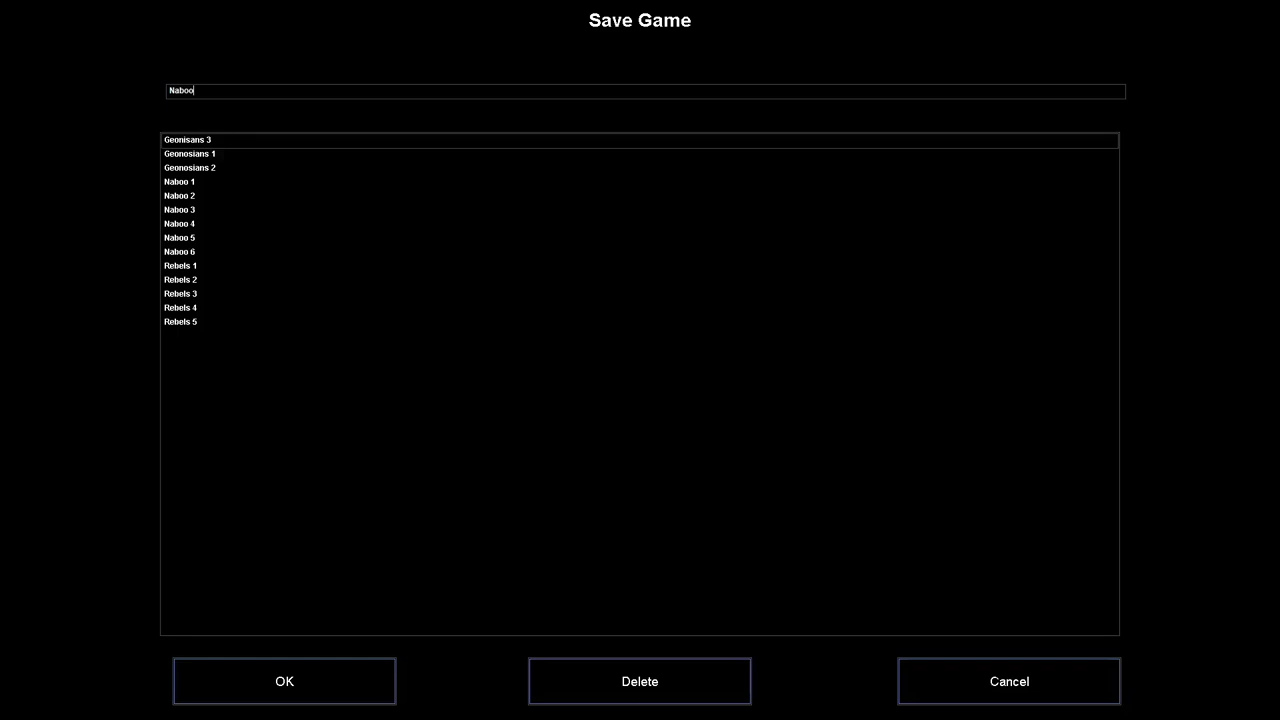 Save Game
Naboo
Geonisans 3
Geonosians 1
Geonosians 2
Naboo 1
Naboo 2
Naboo 3
Naboo 4
Naboo 5
Naboo 6
Rebels 1
Rebels 2
Rebels 3
Rebels 4
Rebels 5
OK Delete Cancel